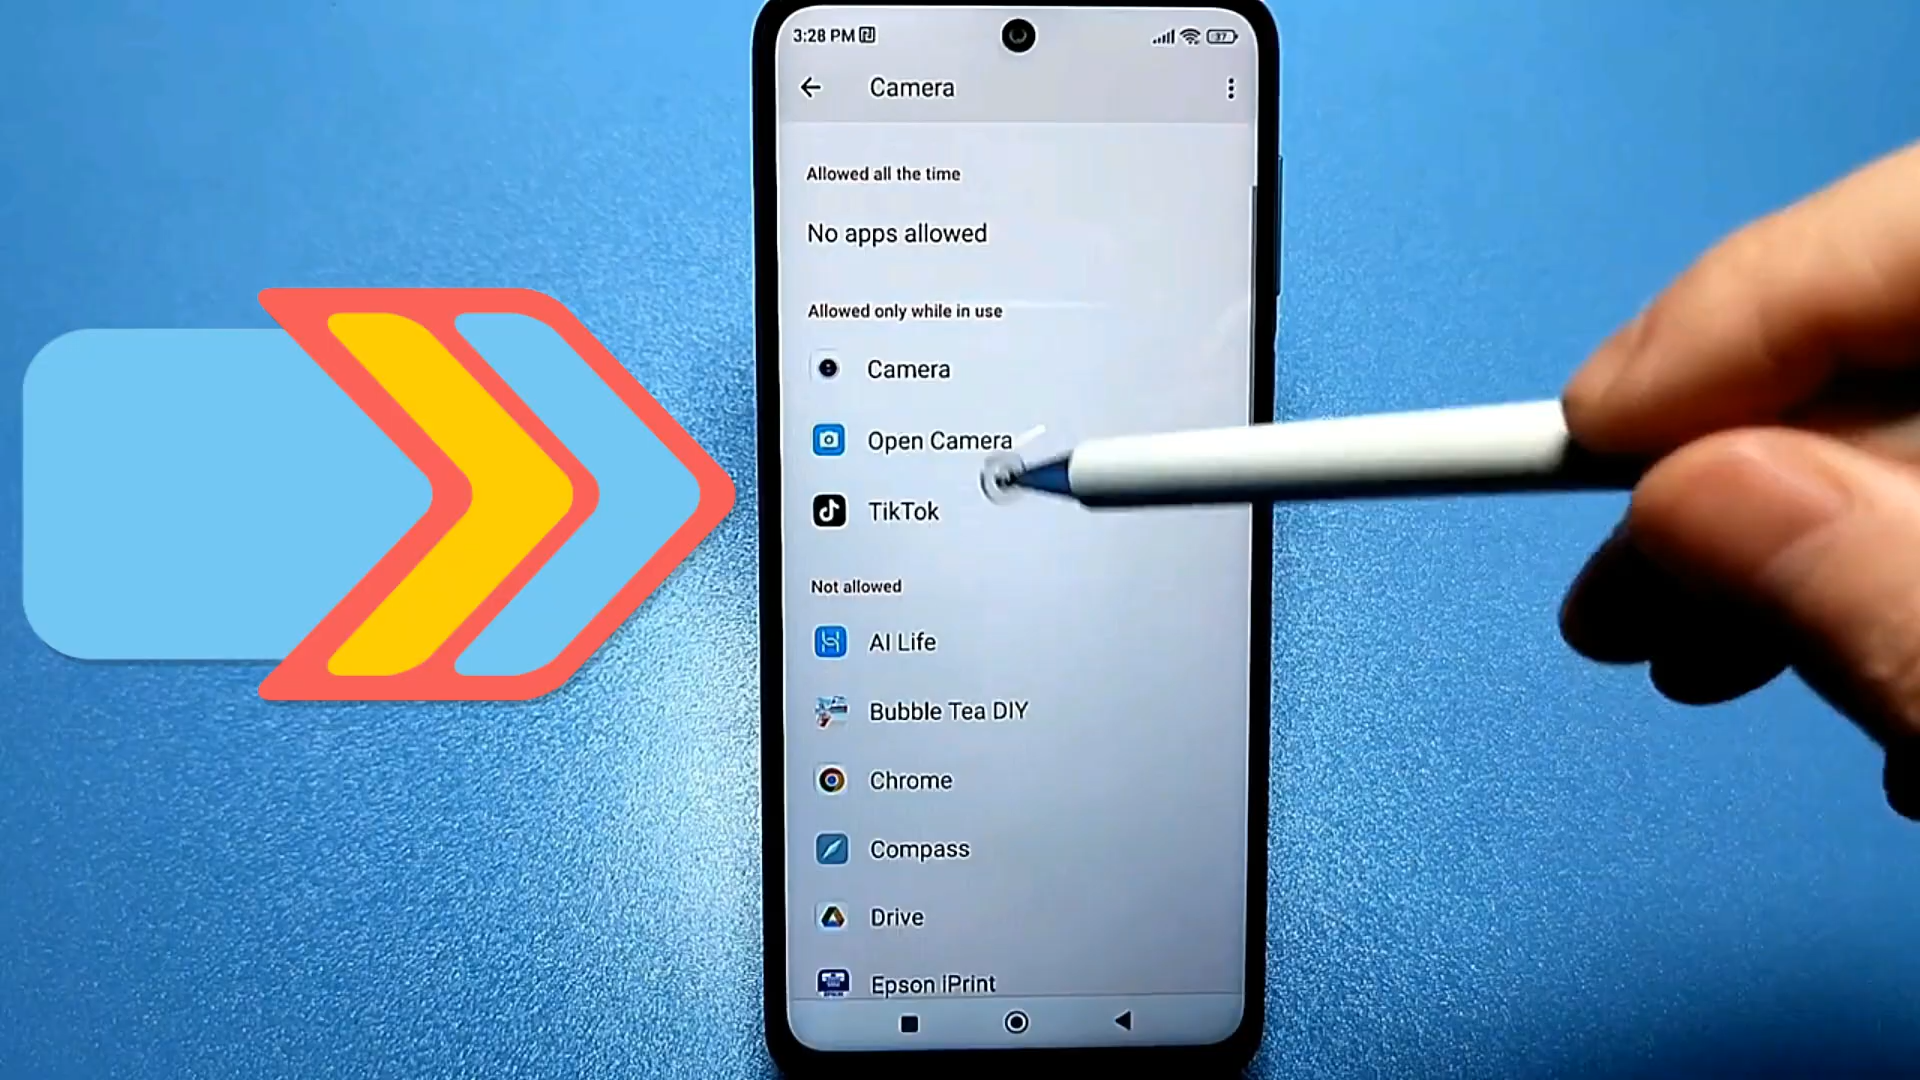 3:28 PM
37
Camera
Allowed all the time
No apps allowed
Allowed only while in use
Camera
Open Camera
TikTok
Not allowed
AI Life
Bubble Tea DIY
Chrome
Compass
Drive
Epson iPrint